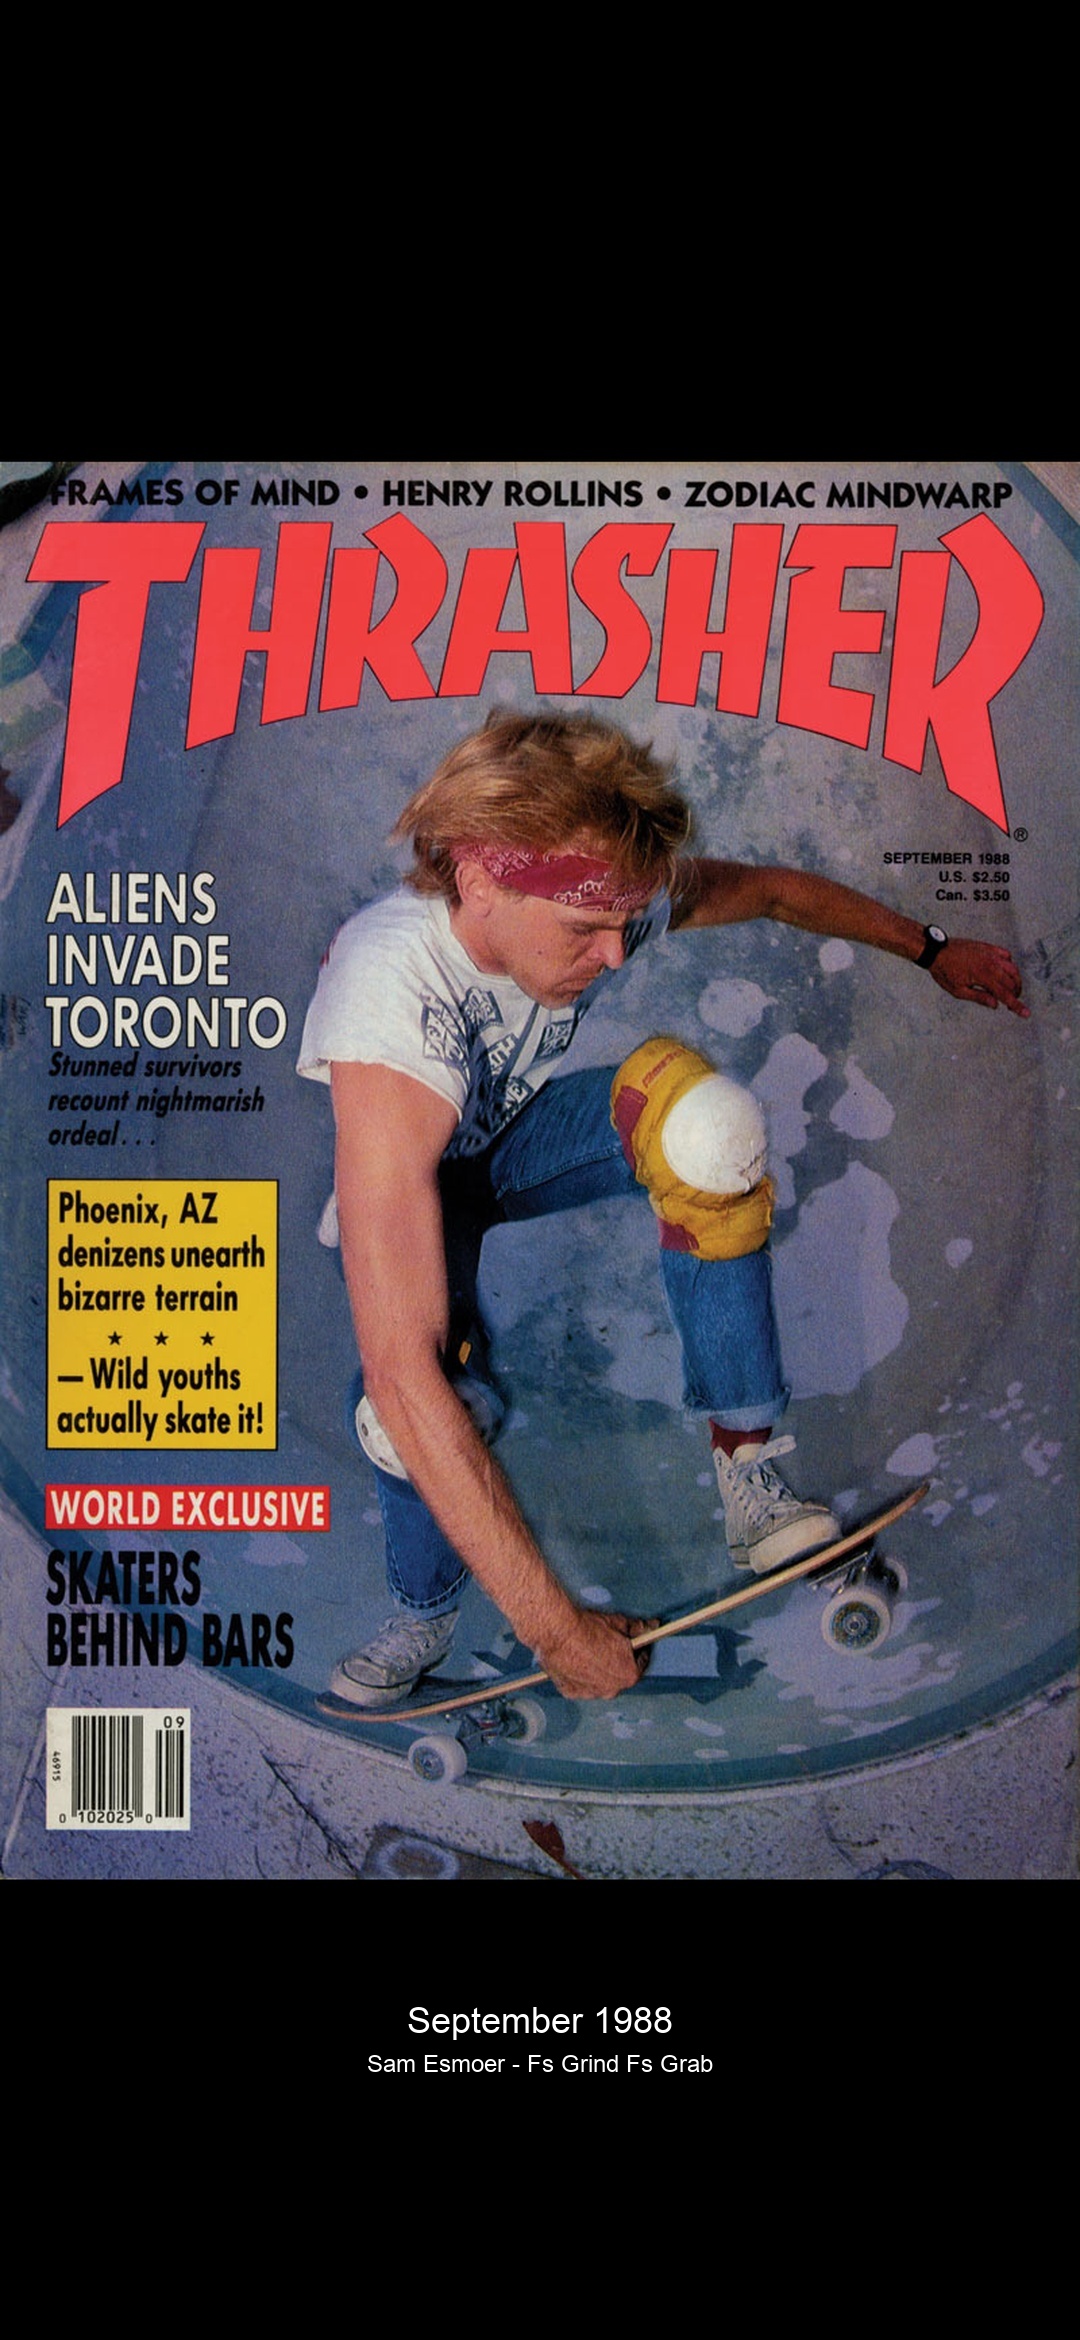 FRAMES OF MIND • HENRY ROLLINS • ZODIAC MINDWARP
THRASHER
®
SEPTEMBER 1988
U.S. $2.50
Can. $3.50
ALIENS
INVADE
TORONTO
Stunned survivors
recount nightmarish
ordeal...
Phoenix, AZ
denizens unearth
bizarre terrain
★ ★ ★
— Wild youths
actually skate it!
WORLD EXCLUSIVE
SKATERS
BEHIND BARS
09
46915
0 102025 0
September 1988
Sam Esmoer - Fs Grind Fs Grab